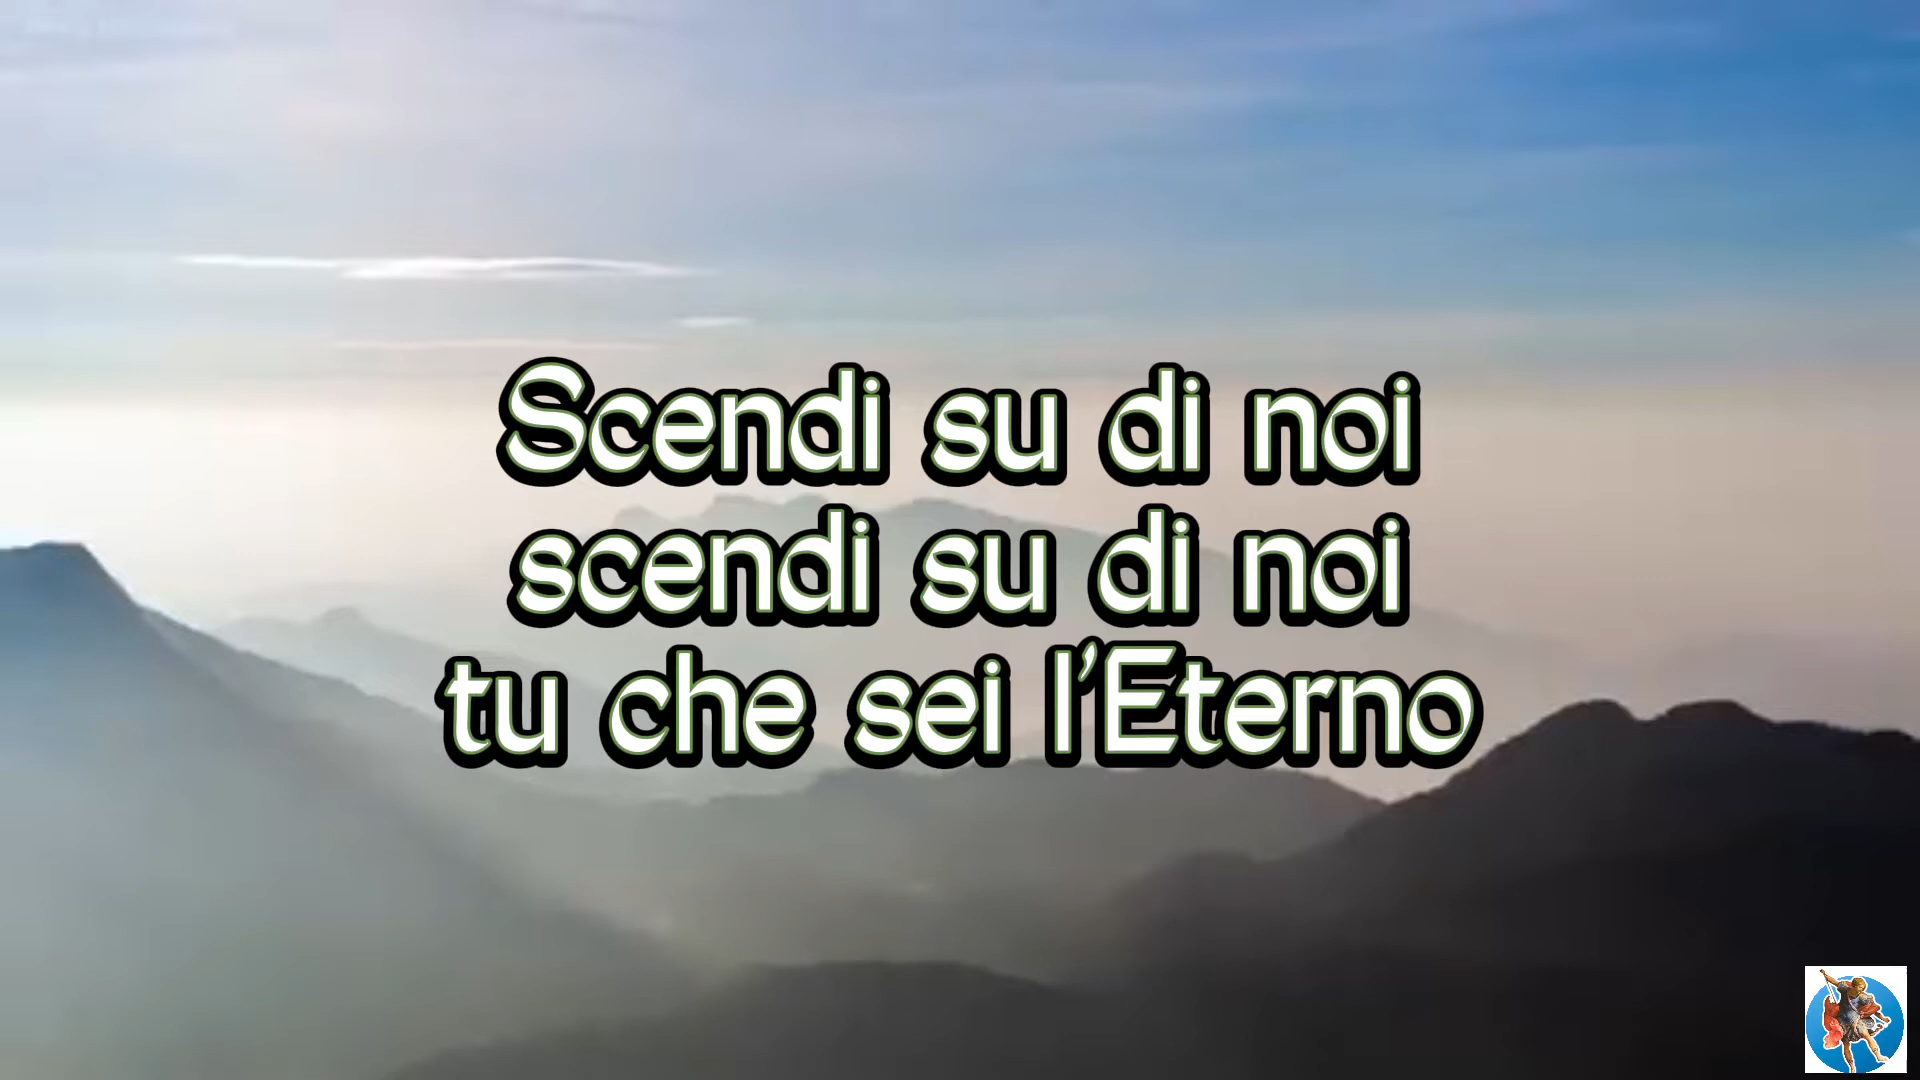 Scendi su di noi
scendi su di noi
tu che sei l'Eterno